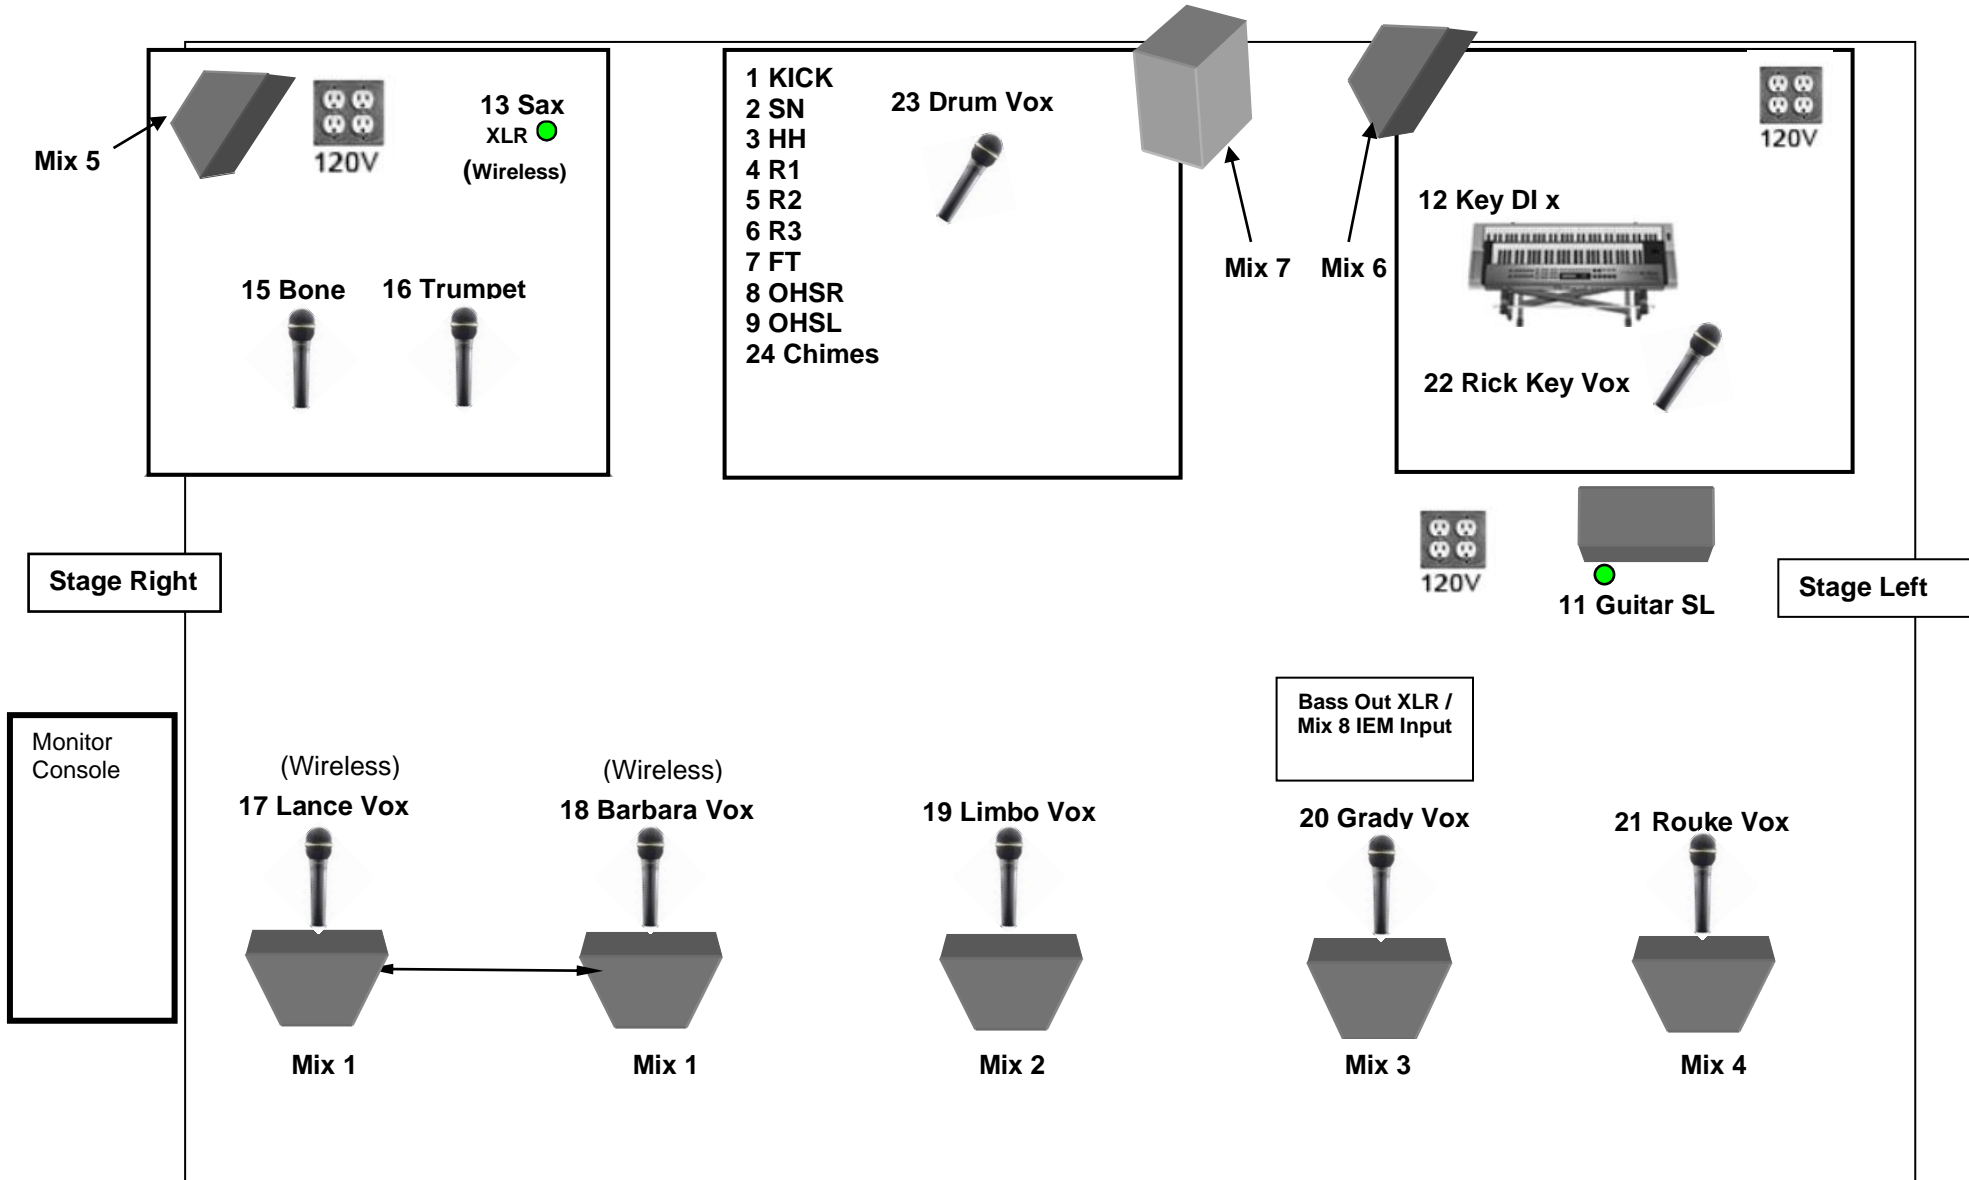 Mix 5
120V
13 Sax
XLR
(Wireless)
15 Bone
16 Trumpet
1 KICK
2 SN
3 HH
4 R1
5 R2
6 R3
7 FT
8 OHSR
9 OHSL
24 Chimes
23 Drum Vox
Mix 7
Mix 6
120V
12 Key DI x
22 Rick Key Vox
Stage Right
120V
11 Guitar SL
Stage Left
Monitor
Console
Bass Out XLR /
Mix 8 IEM Input
(Wireless)
17 Lance Vox
(Wireless)
18 Barbara Vox
19 Limbo Vox
20 Grady Vox
21 Rouke Vox
Mix 1
Mix 1
Mix 2
Mix 3
Mix 4